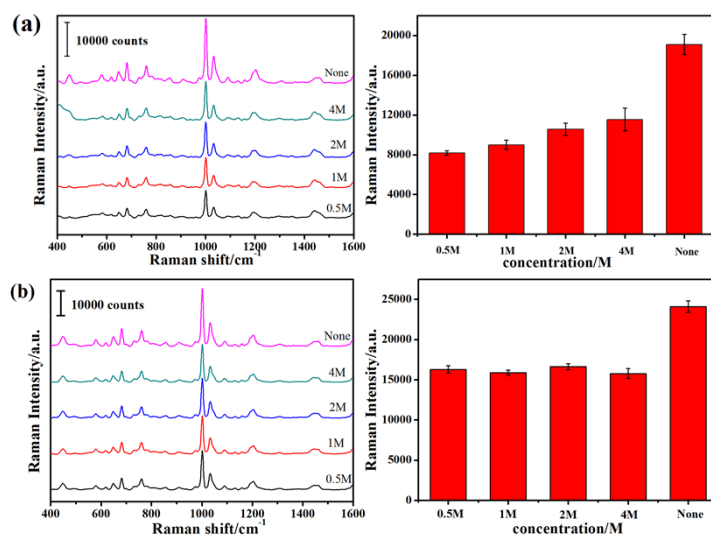 (a)
10000 counts
None
4M
2M
1M
0.5M
Raman Intensity/a.u.
400 600 800 1000 1200 1400 1600
Raman shift/cm-1
20000
16000
12000
8000
4000
0
Raman Intensity/a.u.
0.5M 1M 2M 4M None
concentration/M
(b)
10000 counts
None
4M
2M
1M
0.5M
Raman Intensity/a.u.
400 600 800 1000 1200 1400 1600
Raman shift/cm-1
25000
20000
15000
10000
5000
0
Raman Intensity/a.u.
0.5M 1M 2M 4M None
concentration/M